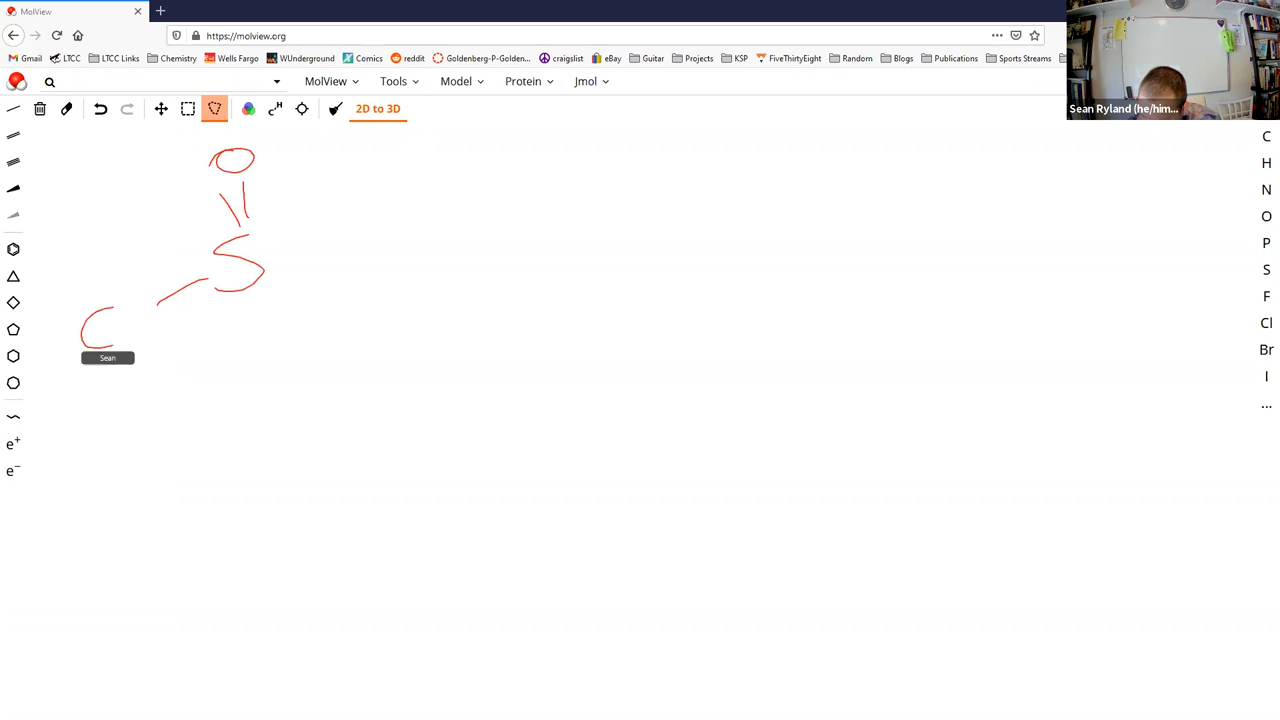 MolView
https://molview.org
Gmail LTCC LTCC Links Chemistry Wells Fargo WUnderground Comics reddit Goldenberg-P-Golden... craigslist eBay Guitar Projects KSP FiveThirtyEight Random Blogs Publications Sports Streams
MolView Tools Model Protein Jmol
Sean Ryland (he/him...
C H 2D to 3D
C
H
N
O
P
S
F
Cl
Br
I
...
e+
e−
O
S
C
Sean